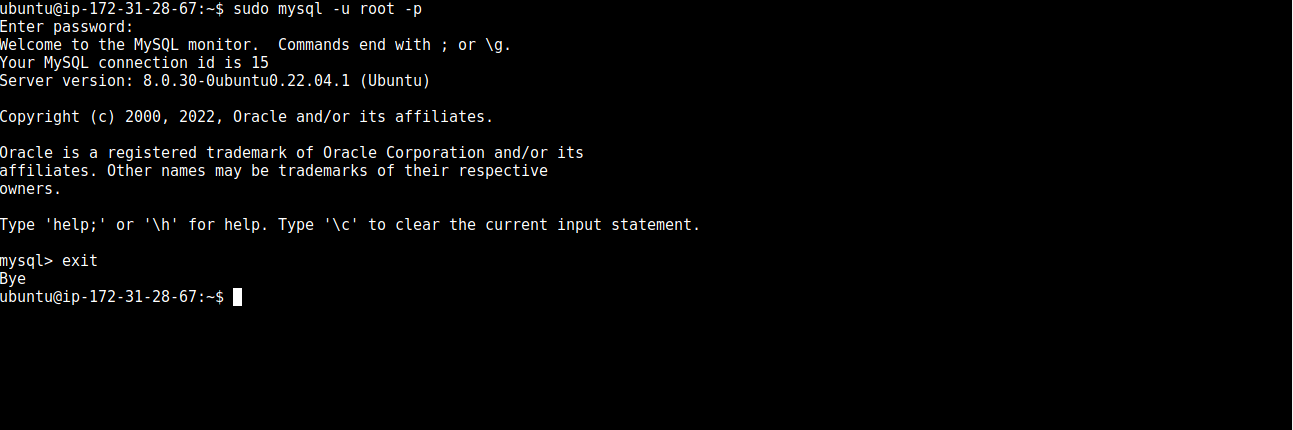 ubuntu@ip-172-31-28-67:~$ sudo mysql -u root -p
Enter password:
Welcome to the MySQL monitor.  Commands end with ; or \g.
Your MySQL connection id is 15
Server version: 8.0.30-0ubuntu0.22.04.1 (Ubuntu)
Copyright (c) 2000, 2022, Oracle and/or its affiliates.
Oracle is a registered trademark of Oracle Corporation and/or its
affiliates. Other names may be trademarks of their respective
owners.
Type 'help;' or '\h' for help. Type '\c' to clear the current input statement.
mysql> exit
Bye
ubuntu@ip-172-31-28-67:~$